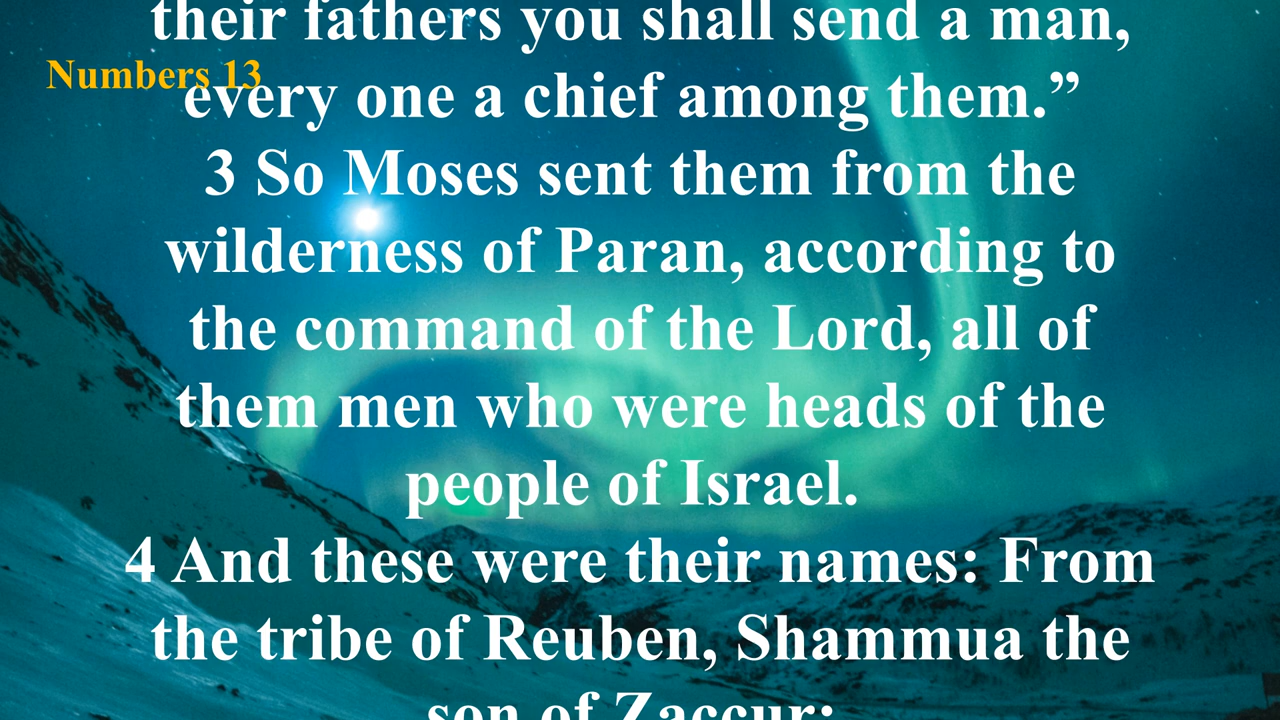 their fathers you shall send a man,
Numbers 13
every one a chief among them.”
3 So Moses sent them from the
wilderness of Paran, according to
the command of the Lord, all of
them men who were heads of the
people of Israel.
4 And these were their names: From
the tribe of Reuben, Shammua the
son of Zaccur;